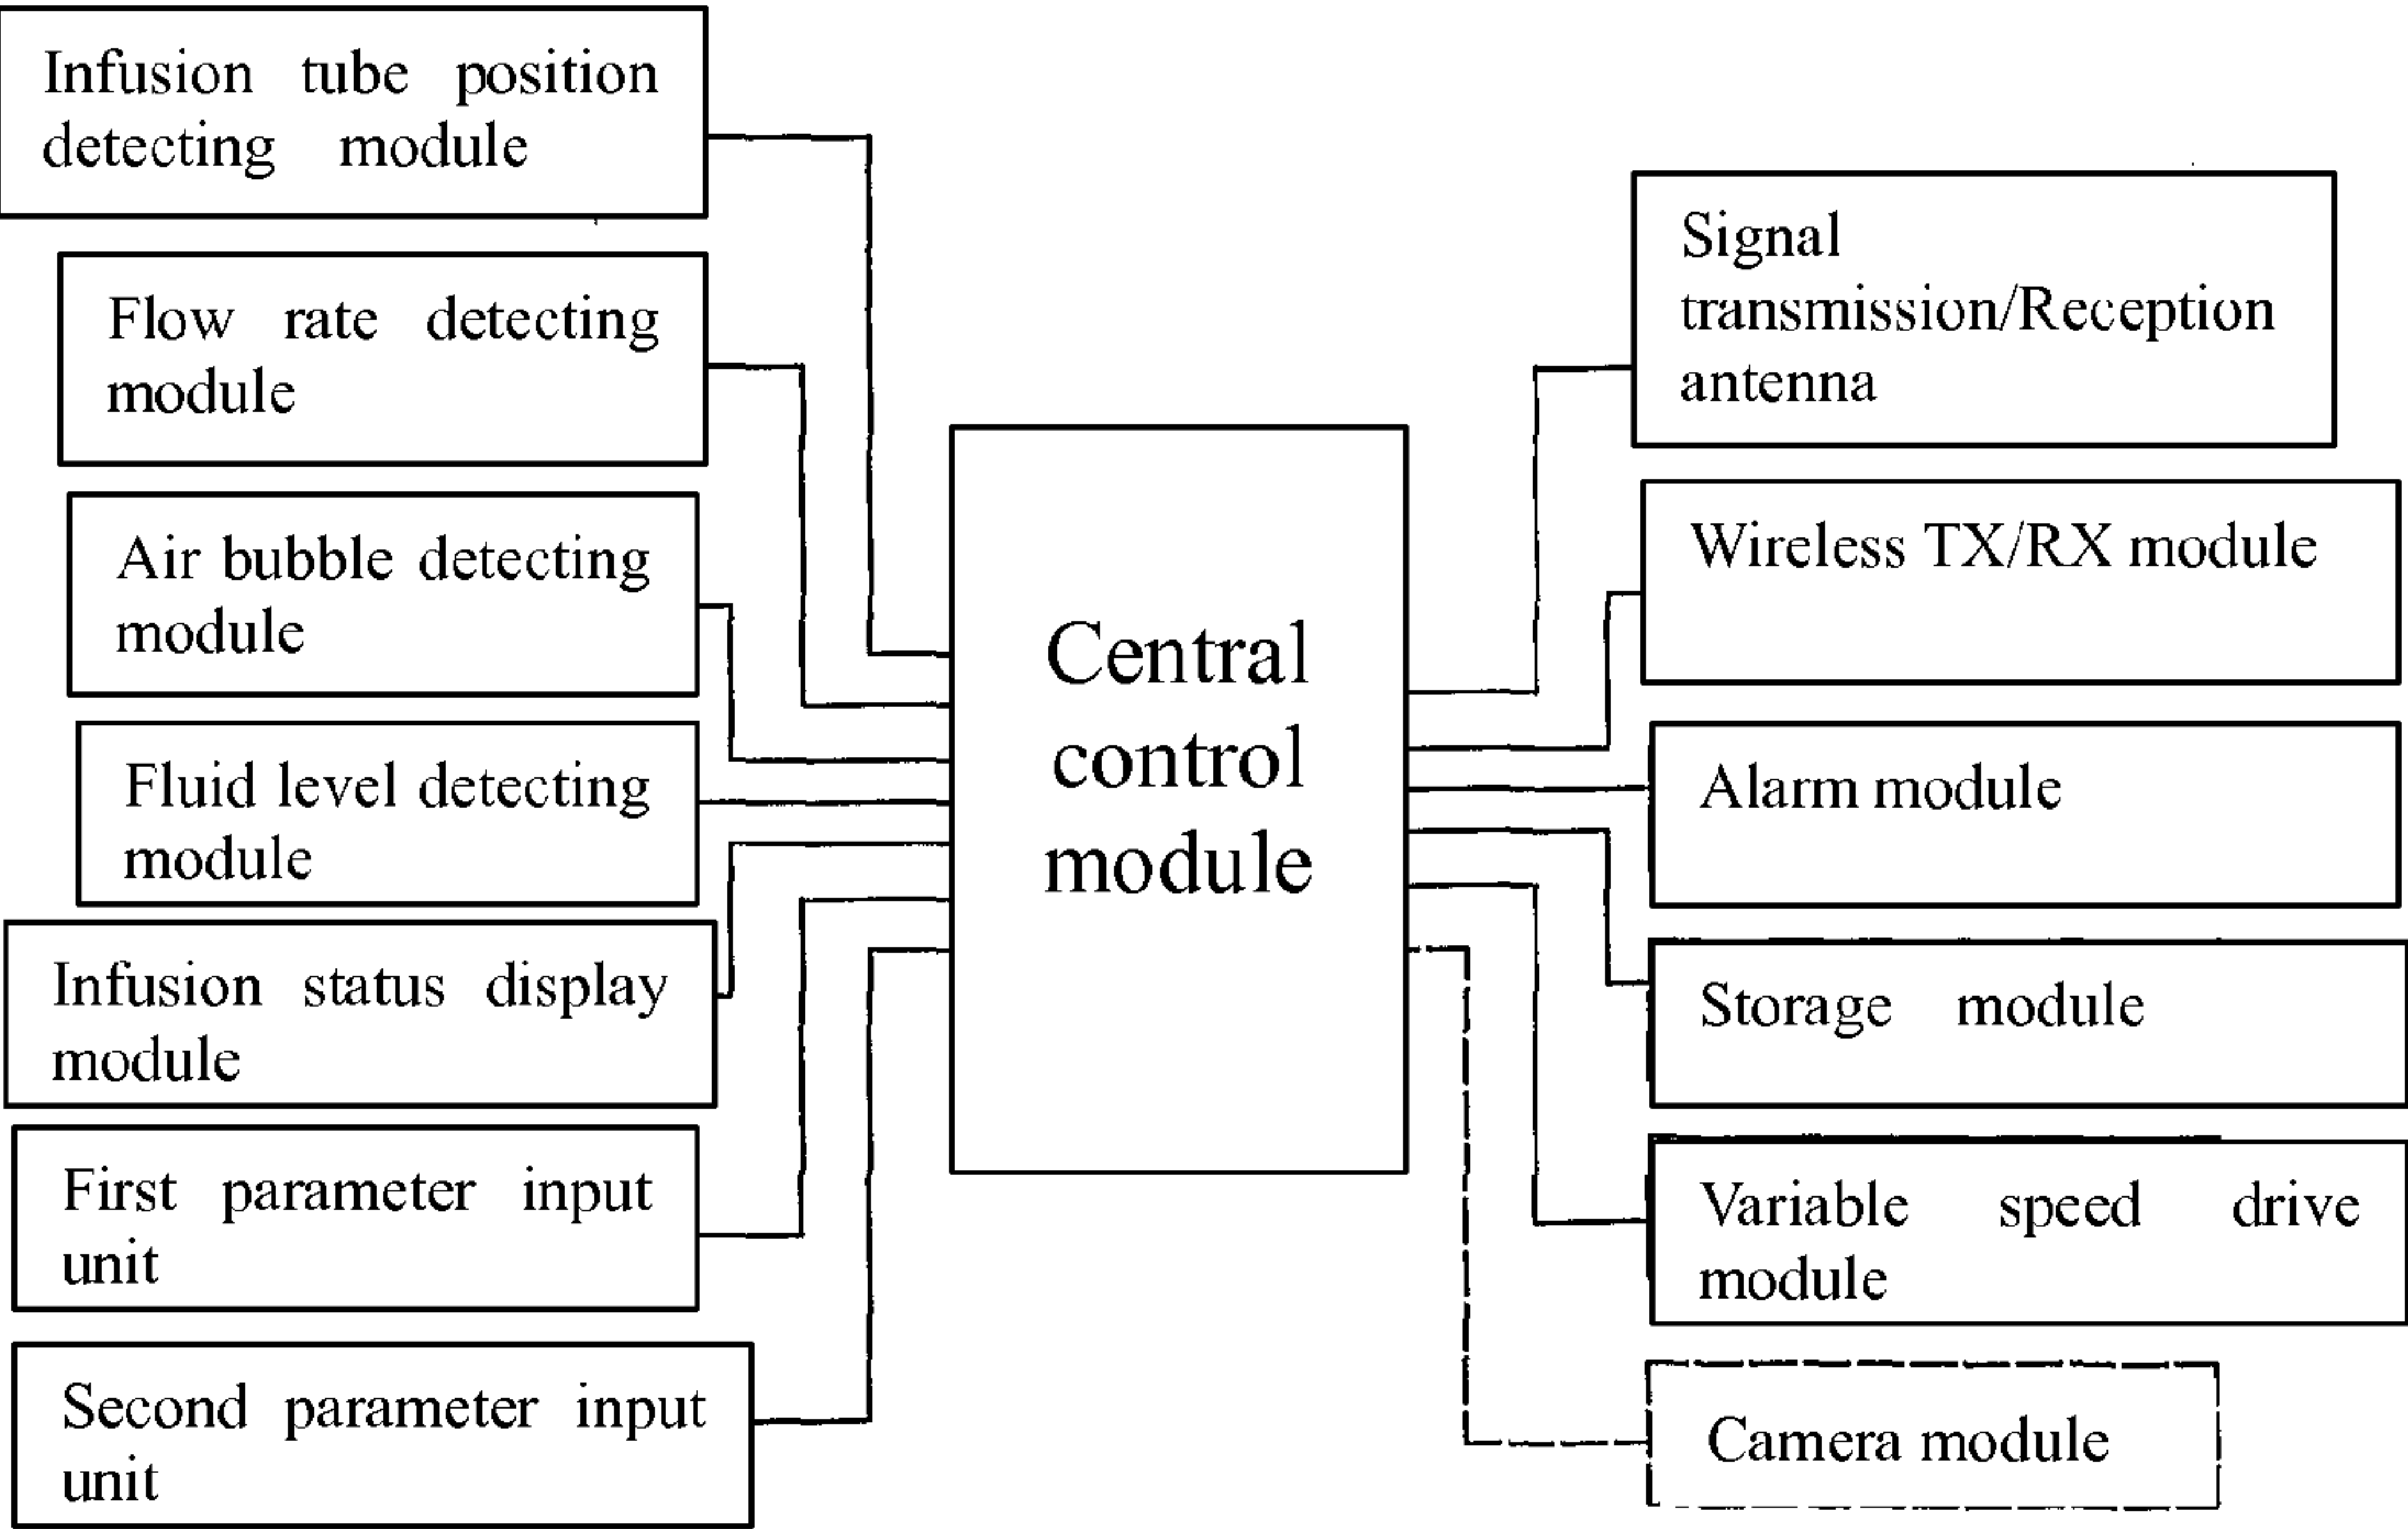 Infusion tube position
detecting module
Flow rate detecting
module
Air bubble detecting
module
Fluid level detecting
module
Infusion status display
module
First parameter input
unit
Second parameter input
unit
Central
control
module
Signal
transmission/Reception
antenna
Wireless TX/RX module
Alarm module
Storage module
Variable speed drive
module
Camera module